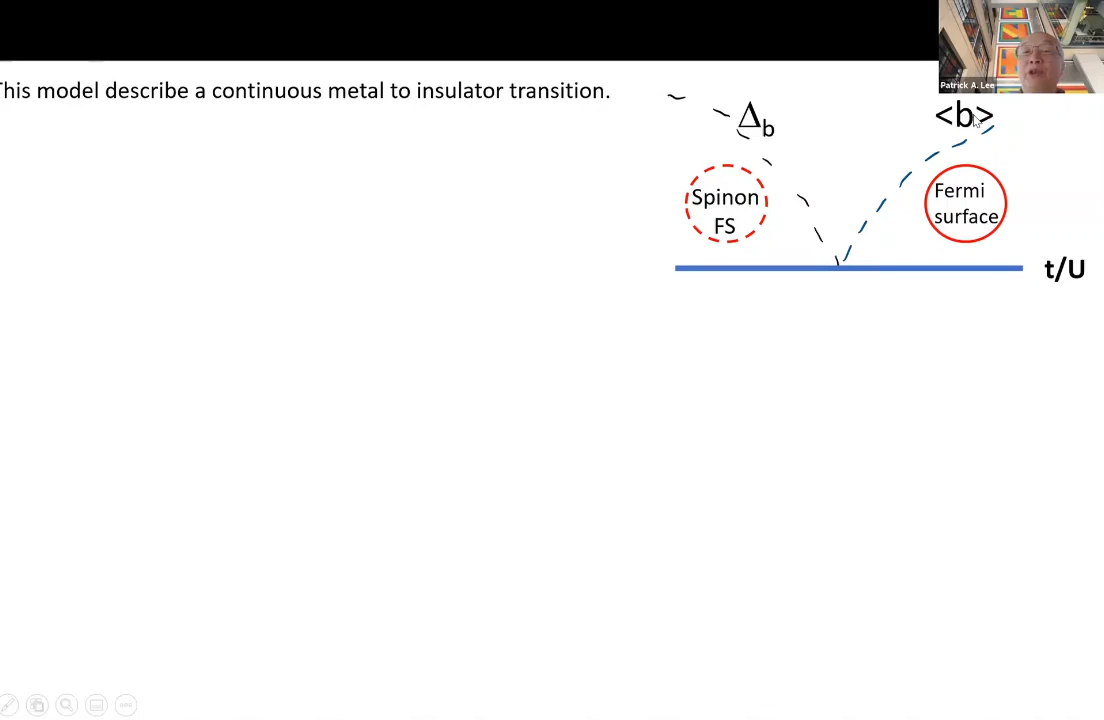 Patrick A. Lee
This model describe a continuous metal to insulator transition.
Δb
<b>
Spinon
FS
Fermi
surface
t/U